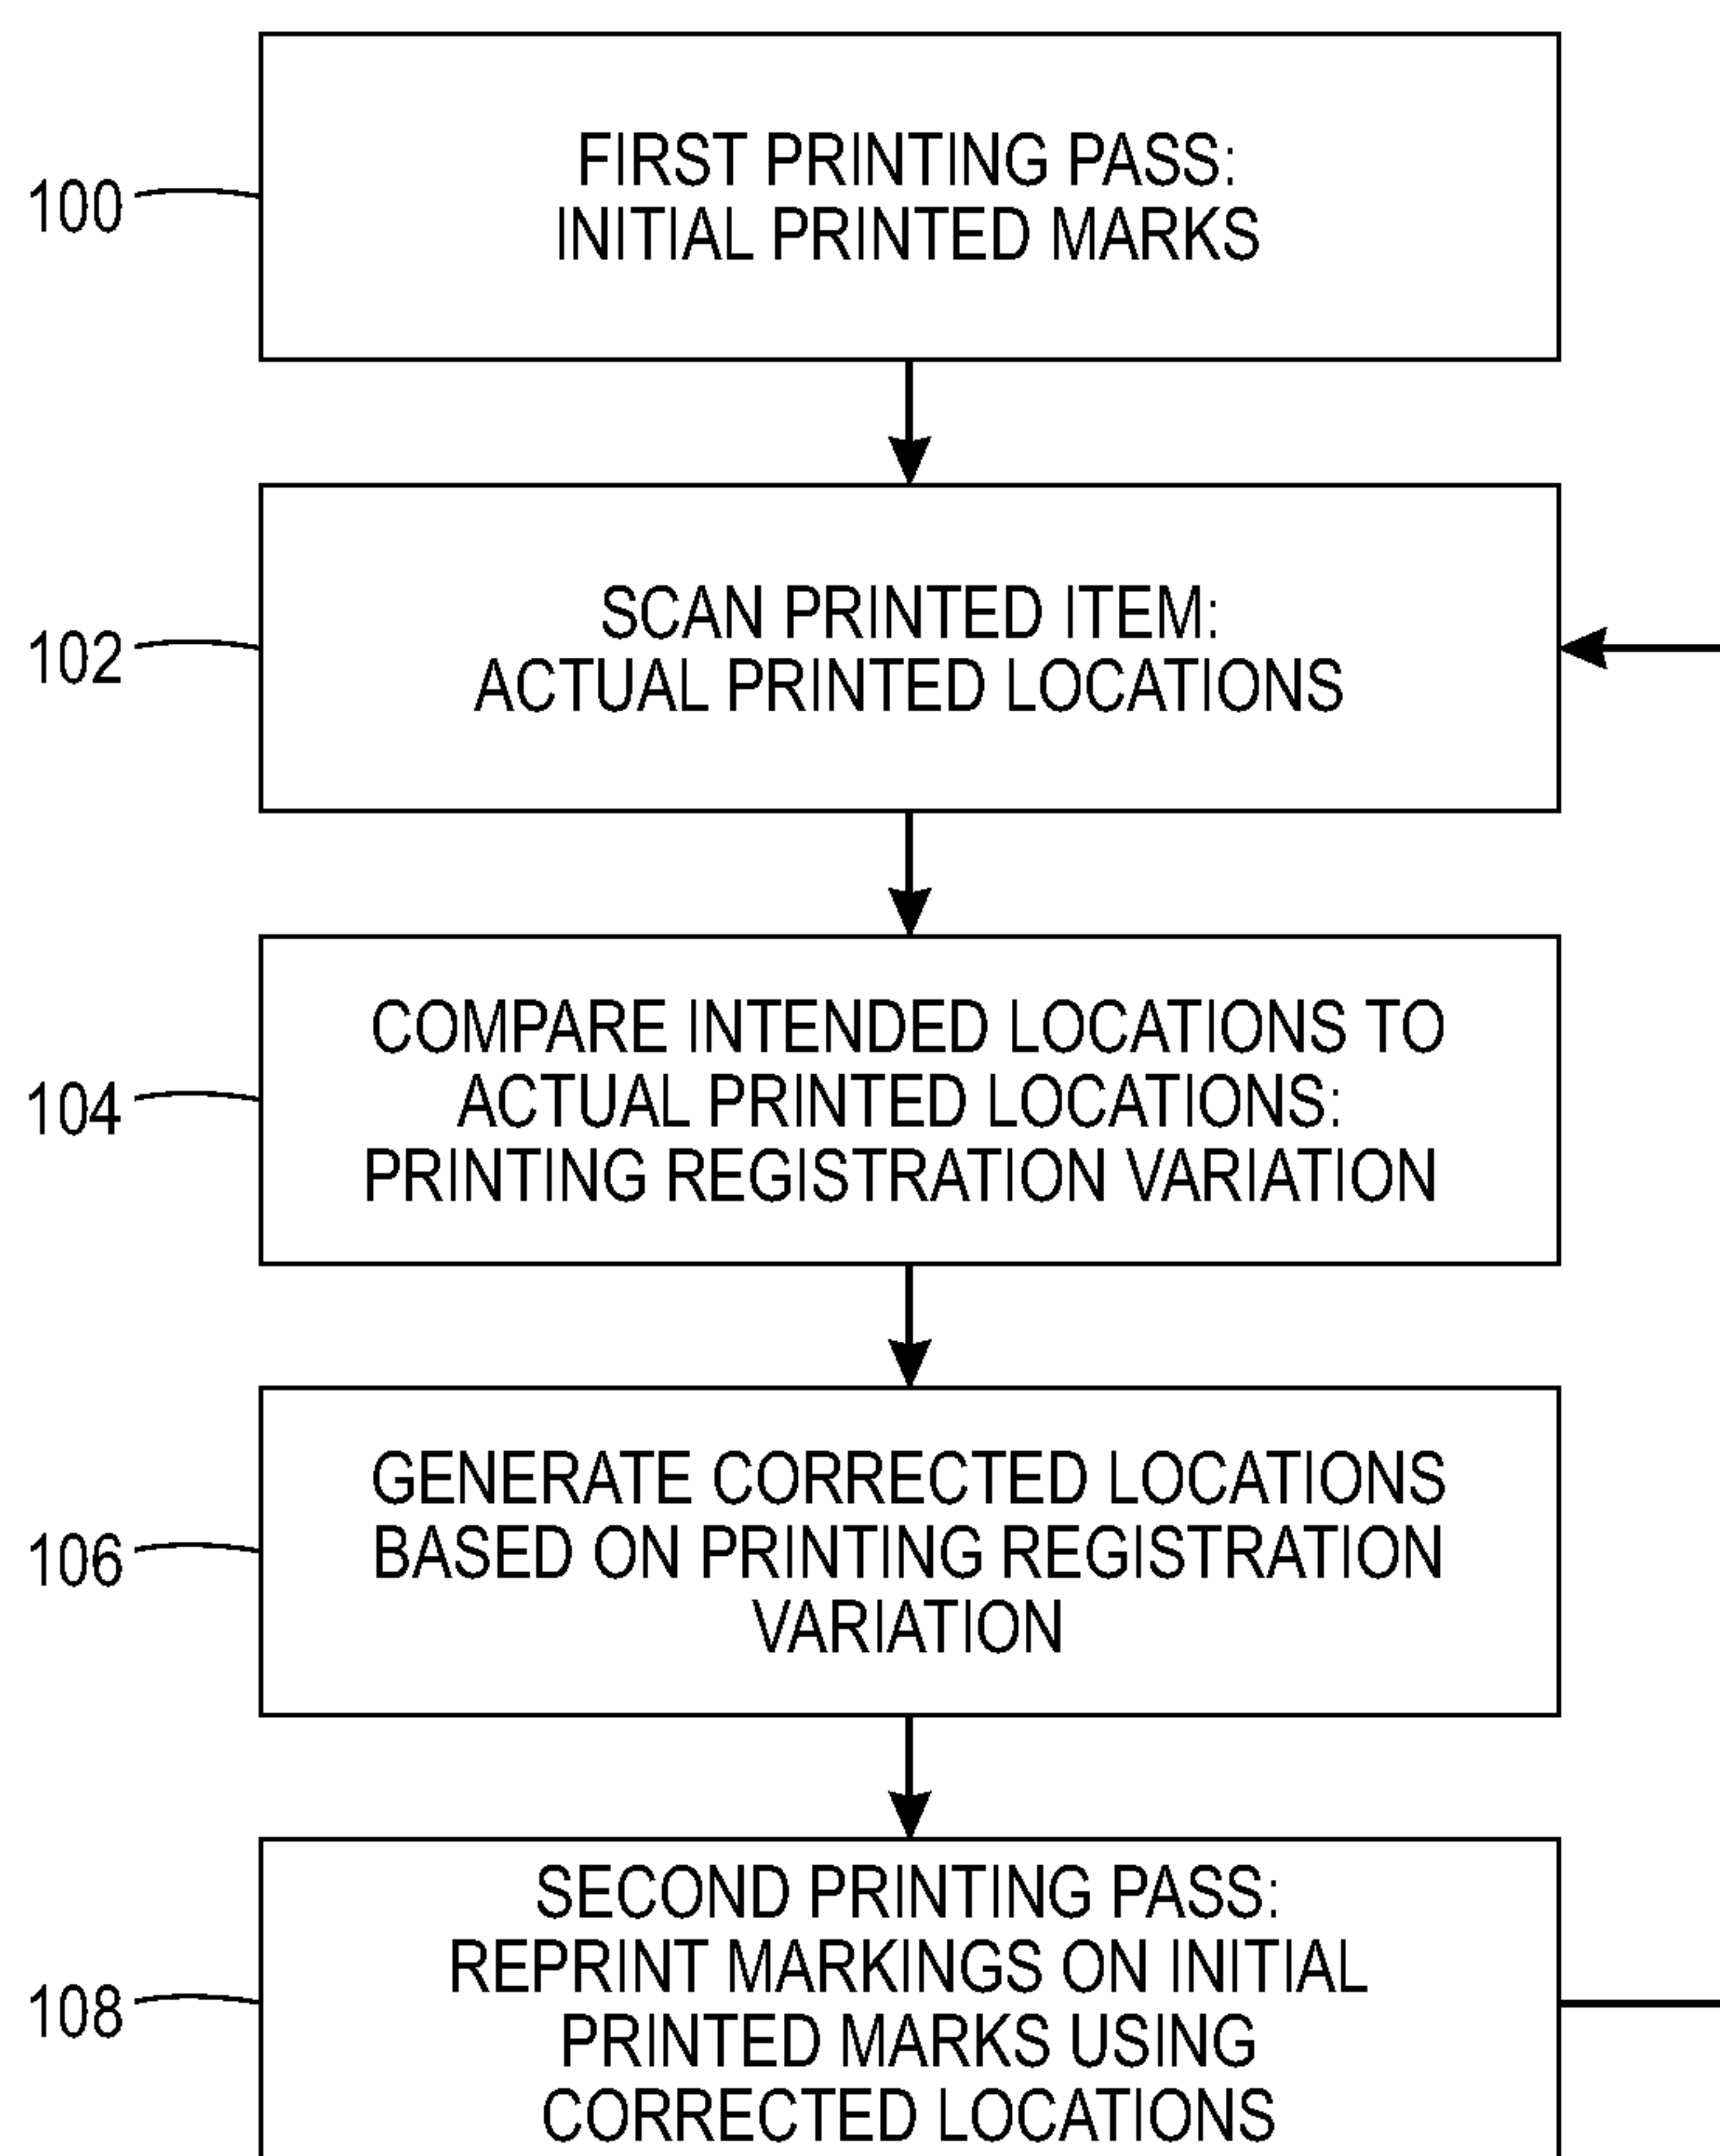 100
FIRST PRINTING PASS:
INITIAL PRINTED MARKS
102
SCAN PRINTED ITEM:
ACTUAL PRINTED LOCATIONS
104
COMPARE INTENDED LOCATIONS TO
ACTUAL PRINTED LOCATIONS:
PRINTING REGISTRATION VARIATION
106
GENERATE CORRECTED LOCATIONS
BASED ON PRINTING REGISTRATION
VARIATION
108
SECOND PRINTING PASS:
REPRINT MARKINGS ON INITIAL
PRINTED MARKS USING
CORRECTED LOCATIONS